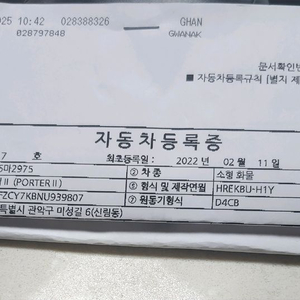 025 10:42 028388326 GHAN
028797848 GWANAK
문서확인번
■ 자동차등록규칙 [별지 제
자동차등록증
7 호 최초등록일 : 2022 년 02 월 11 일
마2975 ② 차 종 소형 화물
Ⅱ (PORTERⅡ) ⑤ 형식 및 제작연월 HREKBU-H1Y
FZCY7KBNU939807 ⑦ 원동기형식 D4CB
특별시 관악구 미성길 6(신림동)